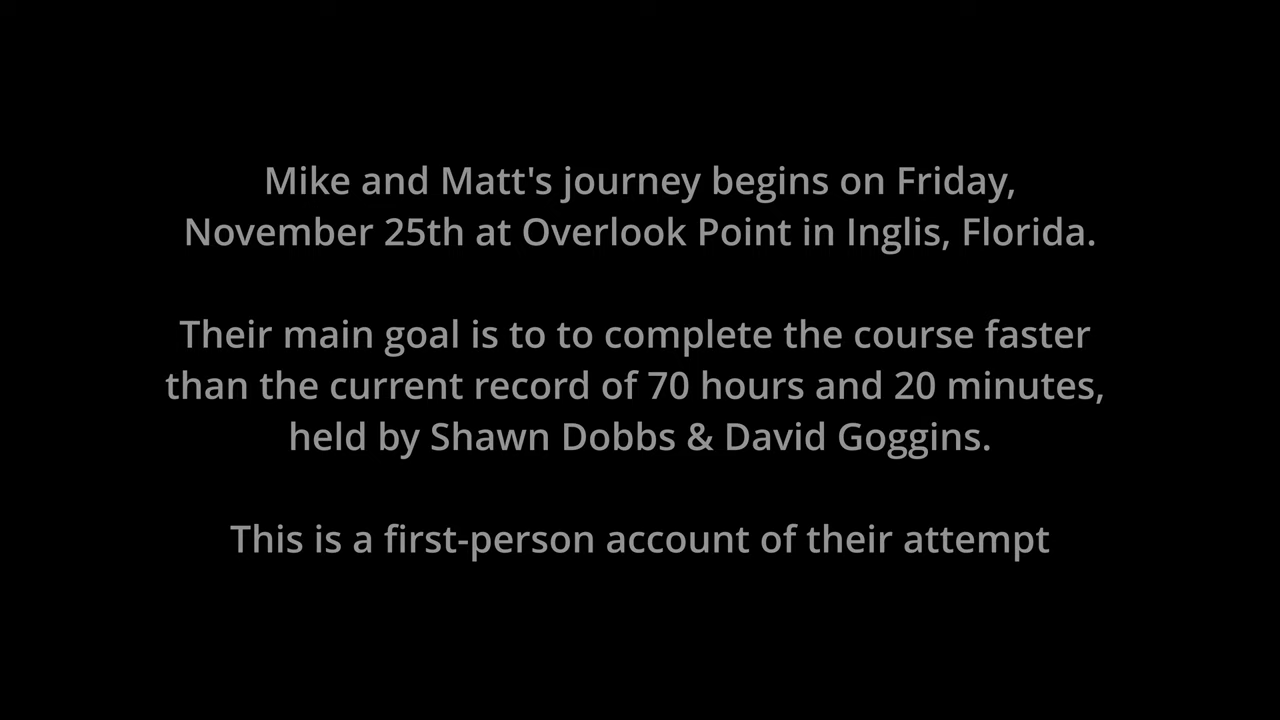 Mike and Matt's journey begins on Friday,
November 25th at Overlook Point in Inglis, Florida.
Their main goal is to to complete the course faster
than the current record of 70 hours and 20 minutes,
held by Shawn Dobbs & David Goggins.
This is a first-person account of their attempt